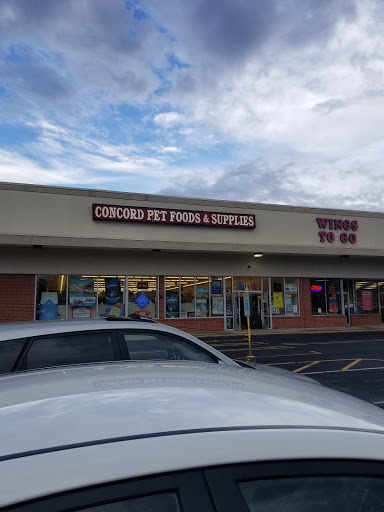 CONCORD PET FOODS & SUPPLIES
WINGS
TO GO
OPEN